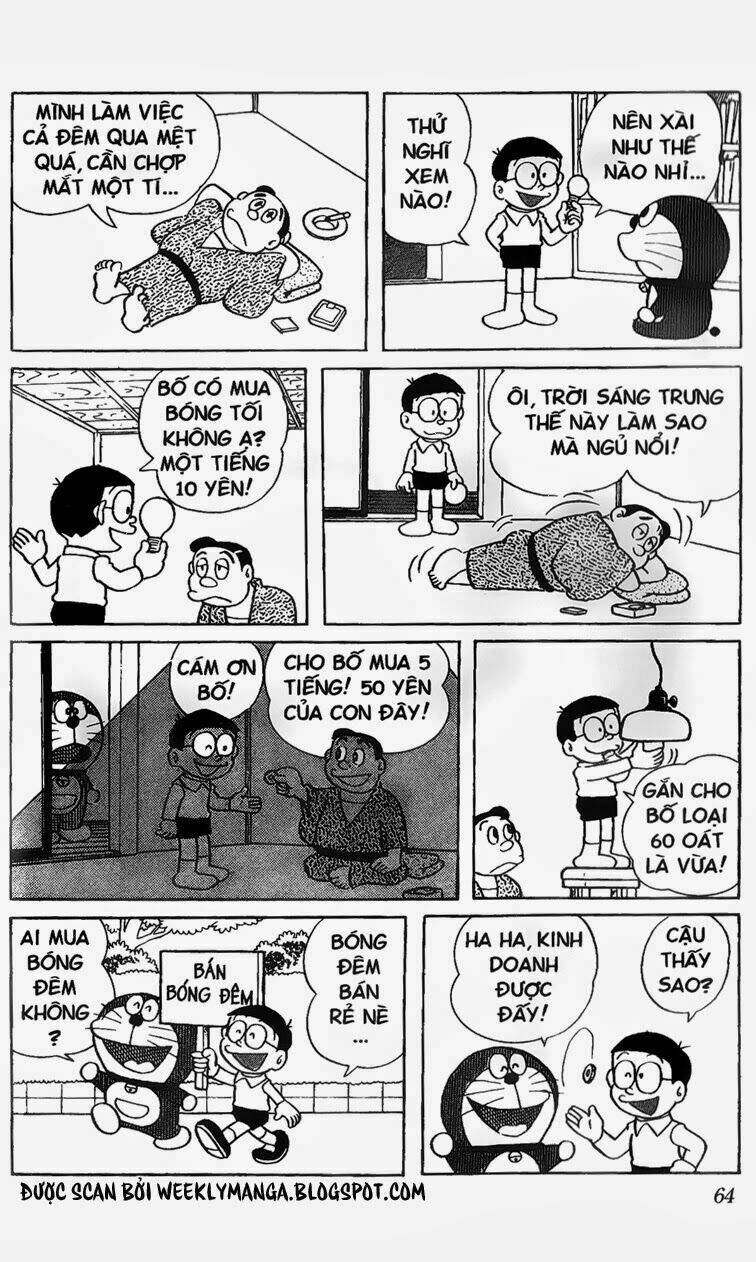 NÊN XÀI
NHƯ THẾ
NÀO NHỈ...
THỬ
NGHĨ
XEM
NÀO!
MÌNH LÀM VIỆC
CẢ ĐÊM QUA MỆT
QUÁ, CẦN CHỢP
MẮT MỘT TÍ...
ÔI, TRỜI SÁNG TRƯNG
THẾ NÀY LÀM SAO
MÀ NGỦ NỔI!
BỐ CÓ MUA
BÓNG TỐI
KHÔNG Ạ?
MỘT TIẾNG
10 YÊN!
GẮN CHO
BỐ LOẠI
60 OÁT
LÀ VỪA!
CHO BỐ MUA 5
TIẾNG! 50 YÊN
CỦA CON ĐÂY!
CÁM ƠN
BỐ!
CẬU
THẤY
SAO?
HA HA, KINH
DOANH
ĐƯỢC
ĐẤY!
BÓNG
ĐÊM
BÁN
RẺ NÈ
...
BÁN
BÓNG ĐÊM
AI MUA
BÓNG
ĐÊM
KHÔNG
?
ĐƯỢC SCAN BỞI WEEKLYMANGA.BLOGSPOT.COM
64